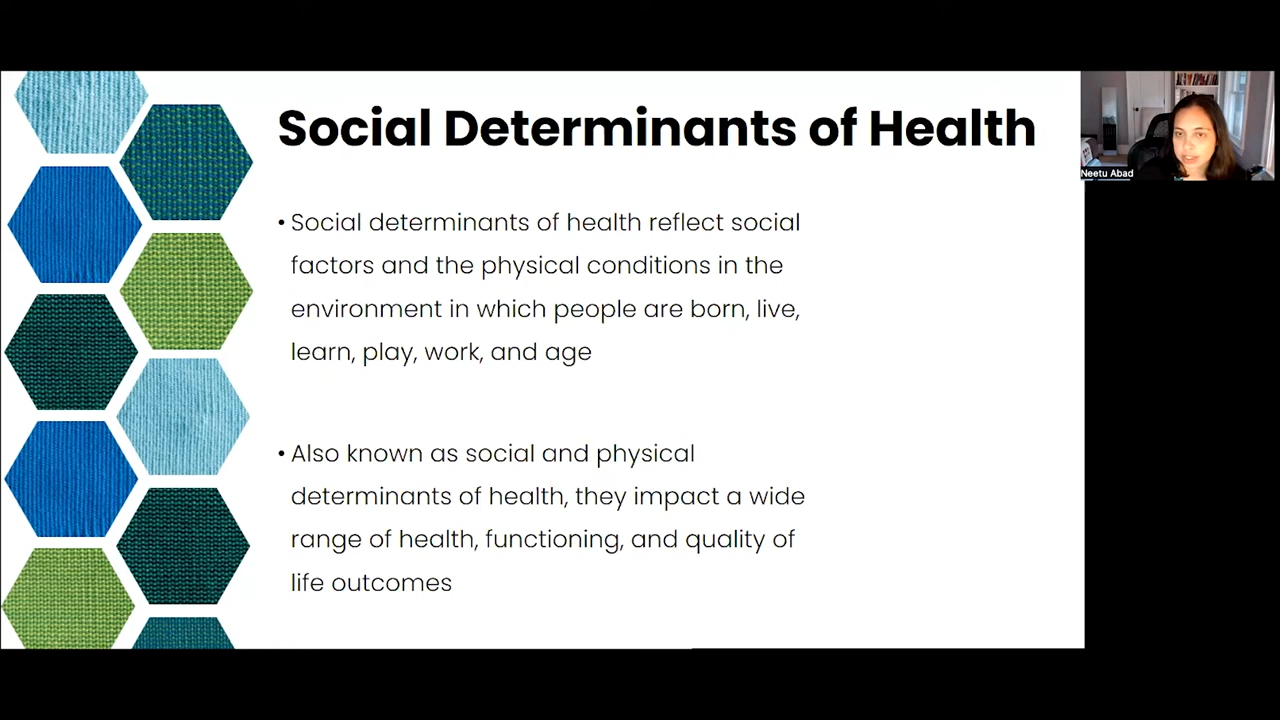 Social Determinants of Health
• Social determinants of health reflect social
factors and the physical conditions in the
environment in which people are born, live,
learn, play, work, and age
• Also known as social and physical
determinants of health, they impact a wide
range of health, functioning, and quality of
life outcomes
Neetu Abad